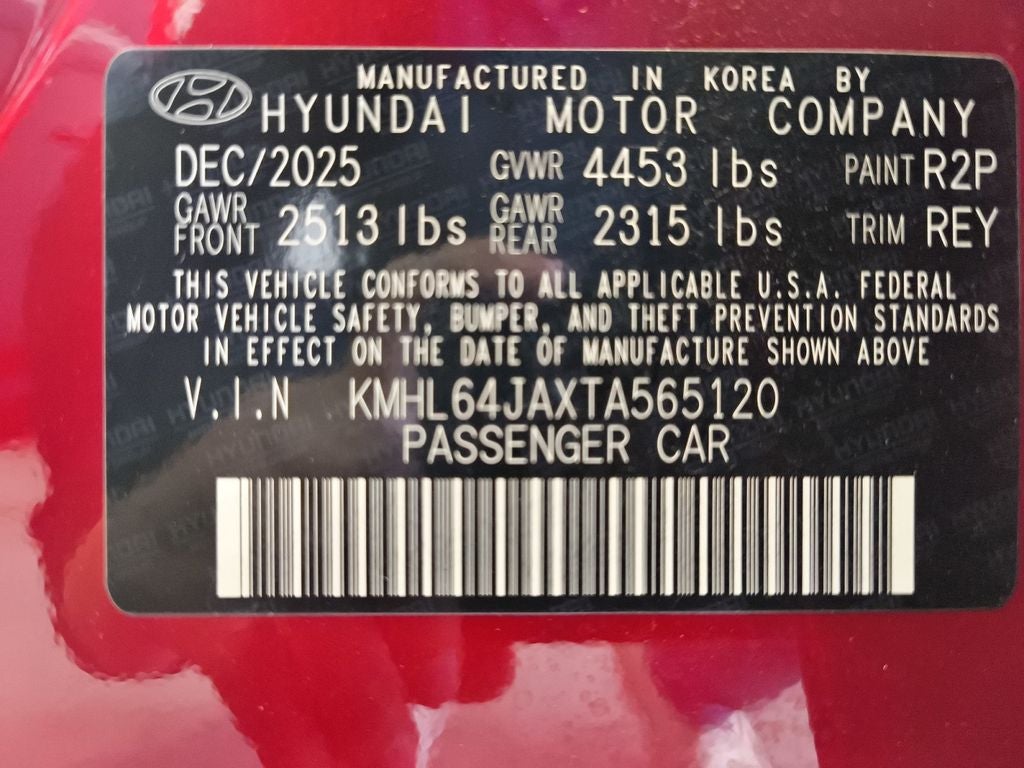 MANUFACTURED IN KOREA BY
HYUNDAI MOTOR COMPANY
DEC/2025 GVWR 4453 lbs PAINT R2P
GAWR FRONT 2513 lbs GAWR REAR 2315 lbs TRIM REY
THIS VEHICLE CONFORMS TO ALL APPLICABLE U.S.A. FEDERAL
MOTOR VEHICLE SAFETY, BUMPER, AND THEFT PREVENTION STANDARDS
IN EFFECT ON THE DATE OF MANUFACTURE SHOWN ABOVE
V.I.N KMHL64JAXTA565120
PASSENGER CAR